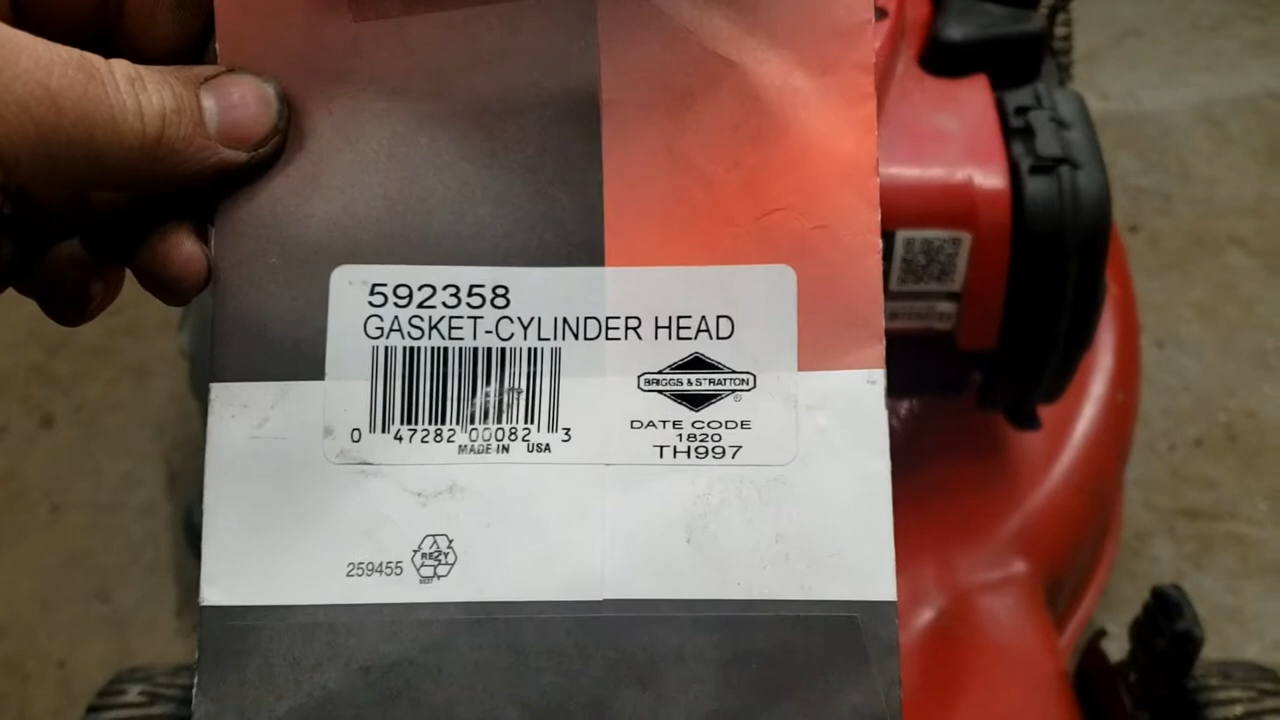 592358
GASKET-CYLINDER HEAD
0 47282 00082 3
MADE IN USA
BRIGGS & STRATTON
®
DATE CODE
1820
TH997
259455
REZY